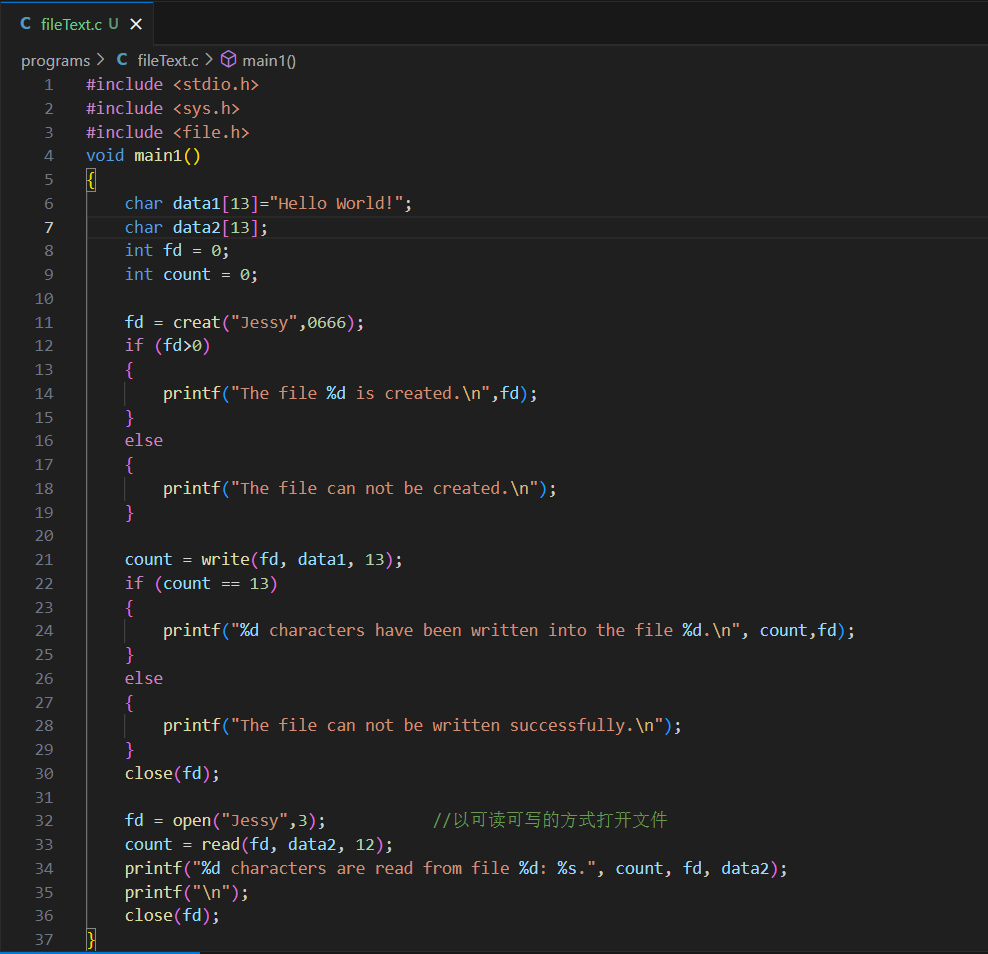 C fileText.c U ×
programs > C fileText.c > main1()
1 #include <stdio.h>
2 #include <sys.h>
3 #include <file.h>
4 void main1()
5 {
6 char data1[13]="Hello World!";
7 char data2[13];
8 int fd = 0;
9 int count = 0;
10
11 fd = creat("Jessy",0666);
12 if (fd>0)
13 {
14 printf("The file %d is created.\n",fd);
15 }
16 else
17 {
18 printf("The file can not be created.\n");
19 }
20
21 count = write(fd, data1, 13);
22 if (count == 13)
23 {
24 printf("%d characters have been written into the file %d.\n", count,fd);
25 }
26 else
27 {
28 printf("The file can not be written successfully.\n");
29 }
30 close(fd);
31
32 fd = open("Jessy",3); //以可读可写的方式打开文件
33 count = read(fd, data2, 12);
34 printf("%d characters are read from file %d: %s.", count, fd, data2);
35 printf("\n");
36 close(fd);
37 }